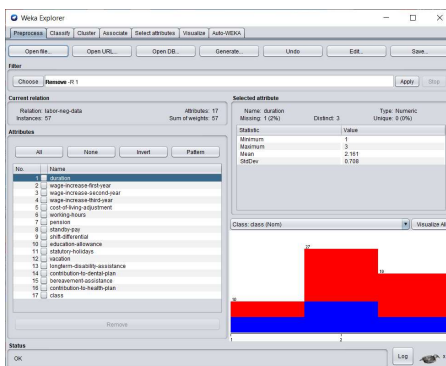 Weka Explorer
Preprocess Classify Cluster Associate Select attributes Visualize Auto-WEKA
Open file... Open URL... Open DB... Generate... Undo Edit... Save...
Filter
Choose Remove -R 1 Apply Stop
Current relation
Relation: labor-neg-data Attributes: 17
Instances: 57 Sum of weights: 57
Attributes
All None Invert Pattern
No. Name
1 duration
2 wage-increase-first-year
3 wage-increase-second-year
4 wage-increase-third-year
5 cost-of-living-adjustment
6 working-hours
7 pension
8 standby-pay
9 shift-differential
10 education-allowance
11 statutory-holidays
12 vacation
13 longterm-disability-assistance
14 contribution-to-dental-plan
15 bereavement-assistance
16 contribution-to-health-plan
17 class
Remove
Selected attribute
Name: duration Type: Numeric
Missing: 1 (2%) Distinct: 3 Unique: 0 (0%)
Statistic Value
Minimum 1
Maximum 3
Mean 2.161
StdDev 0.708
Class: class (Nom) Visualize All
27
19
10
1 2
Status
OK
Log x